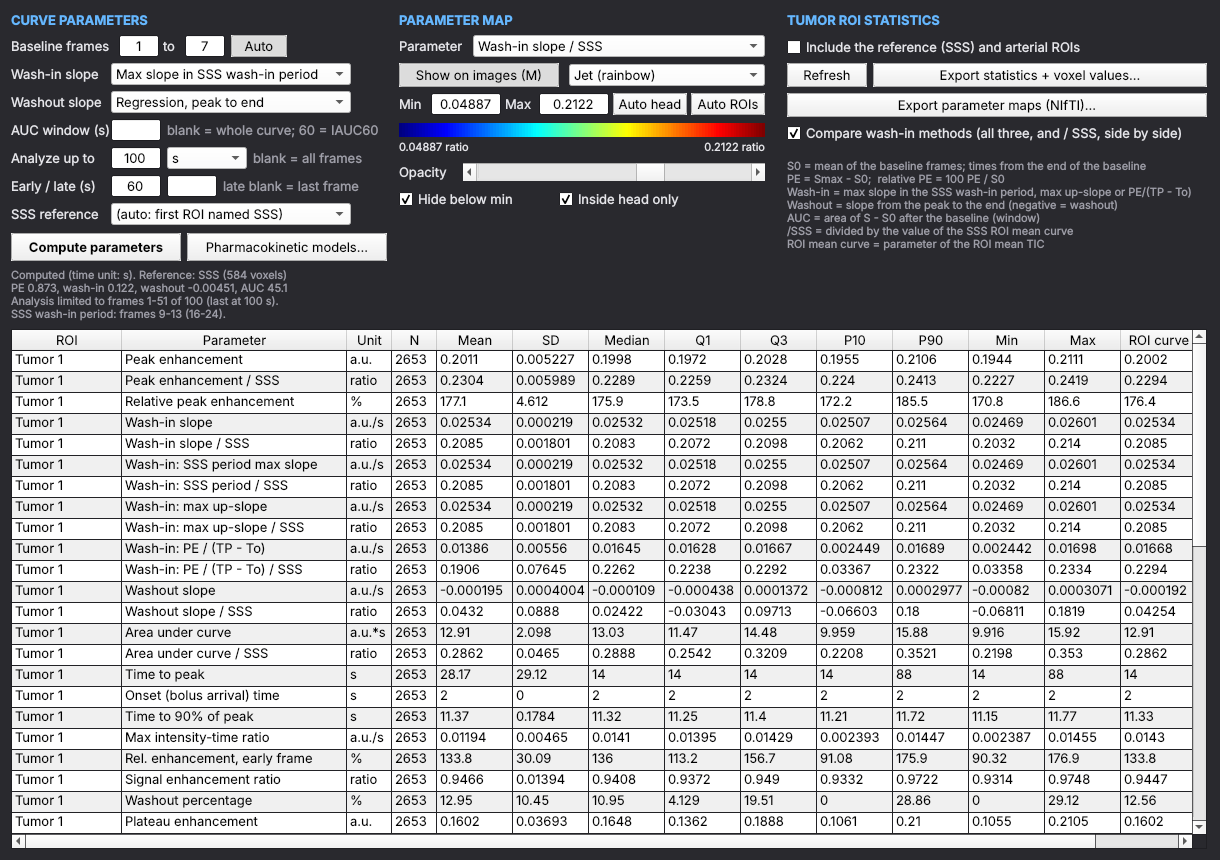 CURVE PARAMETERS
Baseline frames 1 to 7 Auto
Wash-in slope Max slope in SSS wash-in period
Washout slope Regression, peak to end
AUC window (s) blank = whole curve; 60 = IAUC60
Analyze up to 100 s blank = all frames
Early / late (s) 60 late blank = last frame
SSS reference (auto: first ROI named SSS)
Compute parameters Pharmacokinetic models...
Computed (time unit: s). Reference: SSS (584 voxels)
PE 0.873, wash-in 0.122, washout -0.00451, AUC 45.1
Analysis limited to frames 1-51 of 100 (last at 100 s).
SSS wash-in period: frames 9-13 (16-24).
PARAMETER MAP
Parameter Wash-in slope / SSS
Show on images (M) Jet (rainbow)
Min 0.04887 Max 0.2122 Auto head Auto ROIs
0.04887 ratio 0.2122 ratio
Opacity
Hide below min Inside head only
TUMOR ROI STATISTICS
Include the reference (SSS) and arterial ROIs
Refresh Export statistics + voxel values...
Export parameter maps (NIfTI)...
Compare wash-in methods (all three, and / SSS, side by side)
S0 = mean of the baseline frames; times from the end of the baseline
PE = Smax - S0; relative PE = 100 PE / S0
Wash-in = max slope in the SSS wash-in period, max up-slope or PE/(TP - To)
Washout = slope from the peak to the end (negative = washout)
AUC = area of S - S0 after the baseline (window)
/SSS = divided by the value of the SSS ROI mean curve
ROI mean curve = parameter of the ROI mean TIC
ROI Parameter Unit N Mean SD Median Q1 Q3 P10 P90 Min Max ROI curve
Tumor 1 Peak enhancement a.u. 2653 0.2011 0.005227 0.1998 0.1972 0.2028 0.1955 0.2106 0.1944 0.2111 0.2002
Tumor 1 Peak enhancement / SSS ratio 2653 0.2304 0.005989 0.2289 0.2259 0.2324 0.224 0.2413 0.2227 0.2419 0.2294
Tumor 1 Relative peak enhancement % 2653 177.1 4.612 175.9 173.5 178.8 172.2 185.5 170.8 186.6 176.4
Tumor 1 Wash-in slope a.u./s 2653 0.02534 0.000219 0.02532 0.02518 0.0255 0.02507 0.02564 0.02469 0.02601 0.02534
Tumor 1 Wash-in slope / SSS ratio 2653 0.2085 0.001801 0.2083 0.2072 0.2098 0.2062 0.211 0.2032 0.214 0.2085
Tumor 1 Wash-in: SSS period max slope a.u./s 2653 0.02534 0.000219 0.02532 0.02518 0.0255 0.02507 0.02564 0.02469 0.02601 0.02534
Tumor 1 Wash-in: SSS period / SSS ratio 2653 0.2085 0.001801 0.2083 0.2072 0.2098 0.2062 0.211 0.2032 0.214 0.2085
Tumor 1 Wash-in: max up-slope a.u./s 2653 0.02534 0.000219 0.02532 0.02518 0.0255 0.02507 0.02564 0.02469 0.02601 0.02534
Tumor 1 Wash-in: max up-slope / SSS ratio 2653 0.2085 0.001801 0.2083 0.2072 0.2098 0.2062 0.211 0.2032 0.214 0.2085
Tumor 1 Wash-in: PE / (TP - To) a.u./s 2653 0.01386 0.00556 0.01645 0.01628 0.01667 0.002449 0.01689 0.002442 0.01698 0.01668
Tumor 1 Wash-in: PE / (TP - To) / SSS ratio 2653 0.1906 0.07645 0.2262 0.2238 0.2292 0.03367 0.2322 0.03358 0.2334 0.2294
Tumor 1 Washout slope a.u./s 2653 -0.000195 0.0004004 -0.000109 -0.000438 0.0001372 -0.000812 0.0002977 -0.00082 0.0003071 -0.000192
Tumor 1 Washout slope / SSS ratio 2653 0.0432 0.0888 0.02422 -0.03043 0.09713 -0.06603 0.18 -0.06811 0.1819 0.04254
Tumor 1 Area under curve a.u.*s 2653 12.91 2.098 13.03 11.47 14.48 9.959 15.88 9.916 15.92 12.91
Tumor 1 Area under curve / SSS ratio 2653 0.2862 0.0465 0.2888 0.2542 0.3209 0.2208 0.3521 0.2198 0.353 0.2862
Tumor 1 Time to peak s 2653 28.17 29.12 14 14 14 14 88 14 88 14
Tumor 1 Onset (bolus arrival) time s 2653 2 0 2 2 2 2 2 2 2 2
Tumor 1 Time to 90% of peak s 2653 11.37 0.1784 11.32 11.25 11.4 11.21 11.72 11.15 11.77 11.33
Tumor 1 Max intensity-time ratio a.u./s 2653 0.01194 0.00465 0.0141 0.01395 0.01429 0.002393 0.01447 0.002387 0.01455 0.0143
Tumor 1 Rel. enhancement, early frame % 2653 133.8 30.09 136 113.2 156.7 91.08 175.9 90.32 176.9 133.8
Tumor 1 Signal enhancement ratio ratio 2653 0.9466 0.01394 0.9408 0.9372 0.949 0.9332 0.9722 0.9314 0.9748 0.9447
Tumor 1 Washout percentage % 2653 12.95 10.45 10.95 4.129 19.51 0 28.86 0 29.12 12.56
Tumor 1 Plateau enhancement a.u. 2653 0.1602 0.03693 0.1648 0.1362 0.1888 0.1061 0.21 0.1055 0.2105 0.1602